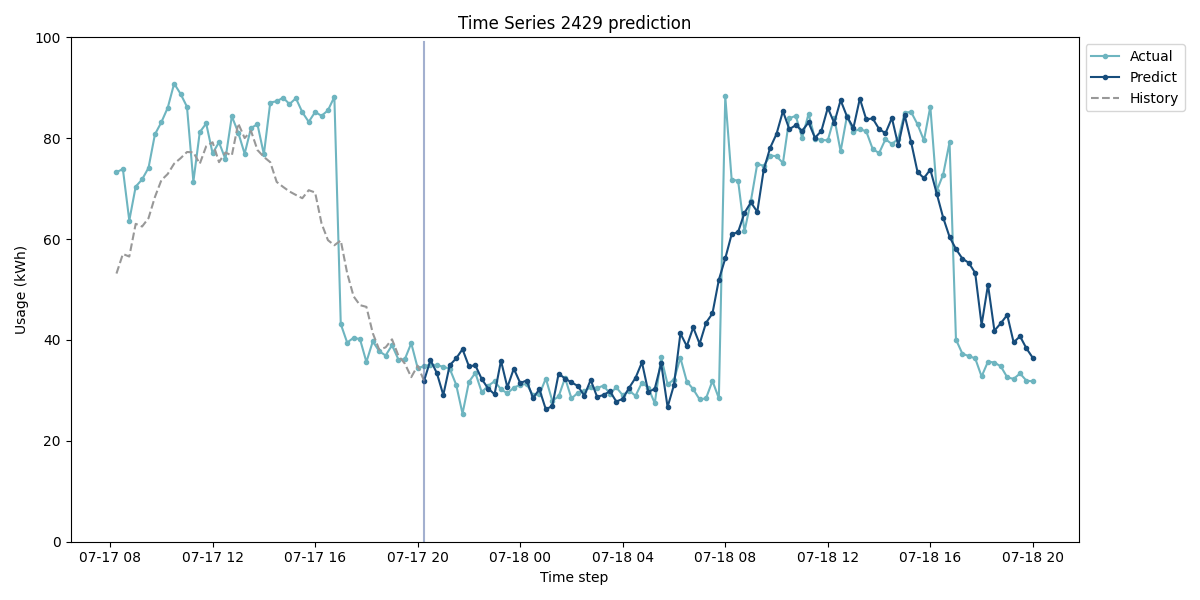 Time Series 2429 prediction
Usage (kWh)
100
80
60
40
20
0
07-17 08
07-17 12
07-17 16
07-17 20
07-18 00
07-18 04
07-18 08
07-18 12
07-18 16
07-18 20
Time step
Actual
Predict
History